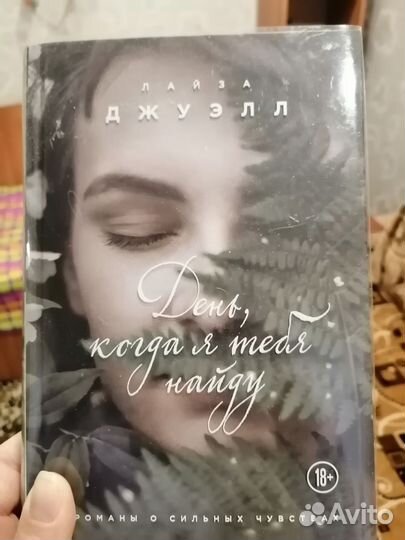 ЛАЙЗА
ДЖУЭЛЛ
День,
когда я тебя
найду
18+
РОМАНЫ О СИЛЬНЫХ ЧУВСТВАХ
Avito